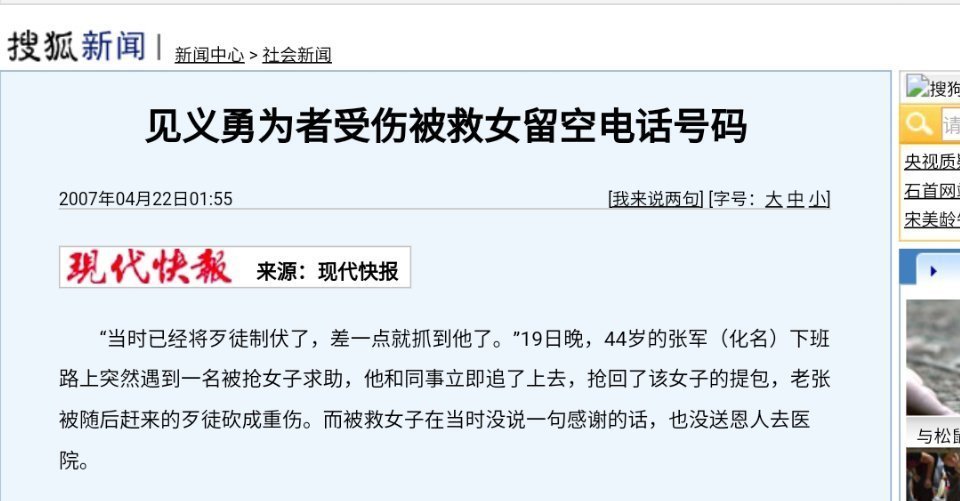 搜狐新闻 | 新闻中心 > 社会新闻
见义勇为者受伤被救女留空电话号码
2007年04月22日01:55 [我来说两句] [字号：大 中 小]
现代快報 来源：现代快报
“当时已经将歹徒制伏了，差一点就抓到他了。”19日晚，44岁的张军（化名）下班
路上突然遇到一名被抢女子求助，他和同事立即追了上去，抢回了该女子的提包，老张
被随后赶来的歹徒砍成重伤。而被救女子在当时没说一句感谢的话，也没送恩人去医
院。
搜狗
请
央视质疑
石首网
宋美龄
与松鼠